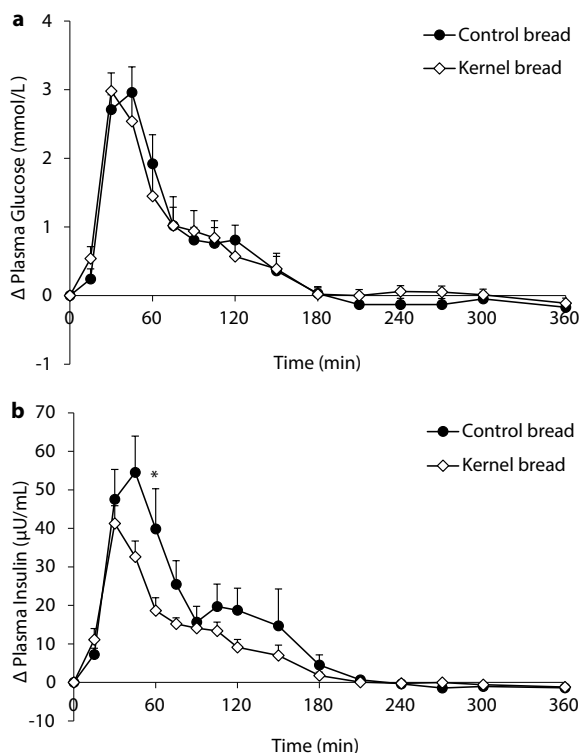 a
4
3
2
1
0
-1
Δ Plasma Glucose (mmol/L)
Control bread
Kernel bread
0 60 120 180 240 300 360
Time (min)
b
70
60
50
40
30
20
10
0
-10
Δ Plasma Insulin (µU/mL)
Control bread
Kernel bread
*
0 60 120 180 240 300 360
Time (min)